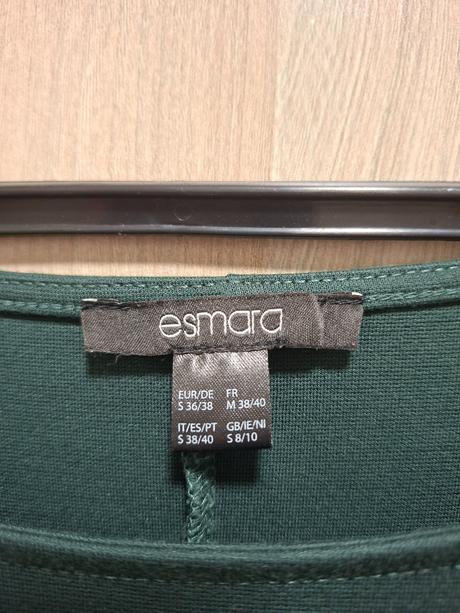 esmara
EUR/DE FR
S 36/38 M 38/40
IT/ES/PT GB/IE/NI
S 38/40 S 8/10